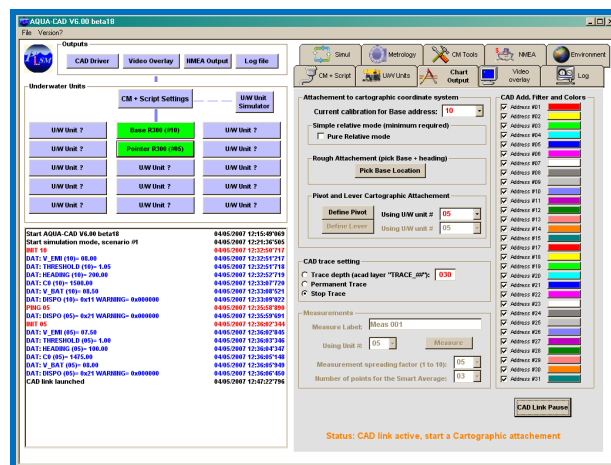 AQUA-CAD V6.00 beta18
File Version?
Outputs
CAD Driver
Video Overlay
NMEA Output
Log file
Underwater Units
CM + Script Settings
U/W Unit Simulator
U/W Unit ?
Base R300 (#10)
U/W Unit ?
U/W Unit ?
Pointer R300 (#05)
U/W Unit ?
U/W Unit ?
U/W Unit ?
U/W Unit ?
U/W Unit ?
U/W Unit ?
U/W Unit ?
U/W Unit ?
U/W Unit ?
U/W Unit ?
Start AQUA-CAD V6.00 beta18 04/05/2007 12:15:49'069
Start simulation mode, scenario #1 04/05/2007 12:21:36'505
INIT 10 04/05/2007 12:32:50'717
DAT: V_EMI (10)= 08.00 04/05/2007 12:32:51'217
DAT: THRESHOLD (10)= 1.05 04/05/2007 12:32:51'718
DAT: HEADING (10)= 200.00 04/05/2007 12:32:52'719
DAT: C0 (10)= 1500.00 04/05/2007 12:33:07'720
DAT: V_BAT (10)= 08.50 04/05/2007 12:33:08'521
DAT: DISPO (10)= 0x11 WARNING= 0x000000 04/05/2007 12:33:09'022
PING 05 04/05/2007 12:35:58'890
DAT: DISPO (05)= 0x21 WARNING= 0x000000 04/05/2007 12:35:59'691
INIT 05 04/05/2007 12:36:02'344
DAT: V_EMI (05)= 07.50 04/05/2007 12:36:02'845
DAT: THRESHOLD (05)= 1.00 04/05/2007 12:36:03'346
DAT: HEADING (05)= 100.00 04/05/2007 12:36:04'347
DAT: C0 (05)= 1475.00 04/05/2007 12:36:05'148
DAT: V_BAT (05)= 08.00 04/05/2007 12:36:05'949
DAT: DISPO (05)= 0x21 WARNING= 0x000000 04/05/2007 12:36:06'450
CAD link launched 04/05/2007 12:47:22'796
Simul
Metrology
CM Tools
NMEA
Environment
CM + Script
U/W Units
Chart Output
Video overlay
Log
Attachement to cartographic coordinate system
Current calibration for Base address: 10
Simple relative mode (minimum required)
Pure Relative mode
Rough Attachement (pick Base + heading)
Pick Base Location
Pivot and Lever Cartographic Attachement
Define Pivot Using U/W unit # 05
Define Lever Using U/W unit # 05
CAD trace setting
Trace depth (acad layer "TRACE_##"): 030
Permanent Trace
Stop Trace
Measurements
Measure Label: Meas 001
Using Unit #: 05 Measure
Measurement spreading factor (1 to 10): 05
Number of points for the Smart Average: 03
CAD Add. Filter and Colors
Address #01
Address #02
Address #03
Address #04
Address #05
Address #06
Address #07
Address #08
Address #09
Address #10
Address #11
Address #12
Address #13
Address #14
Address #15
Address #17
Address #18
Address #19
Address #20
Address #21
Address #22
Address #23
Address #24
Address #25
Address #26
Address #27
Address #28
Address #29
Address #30
Address #31
CAD Link Pause
Status: CAD link active, start a Cartographic attachement